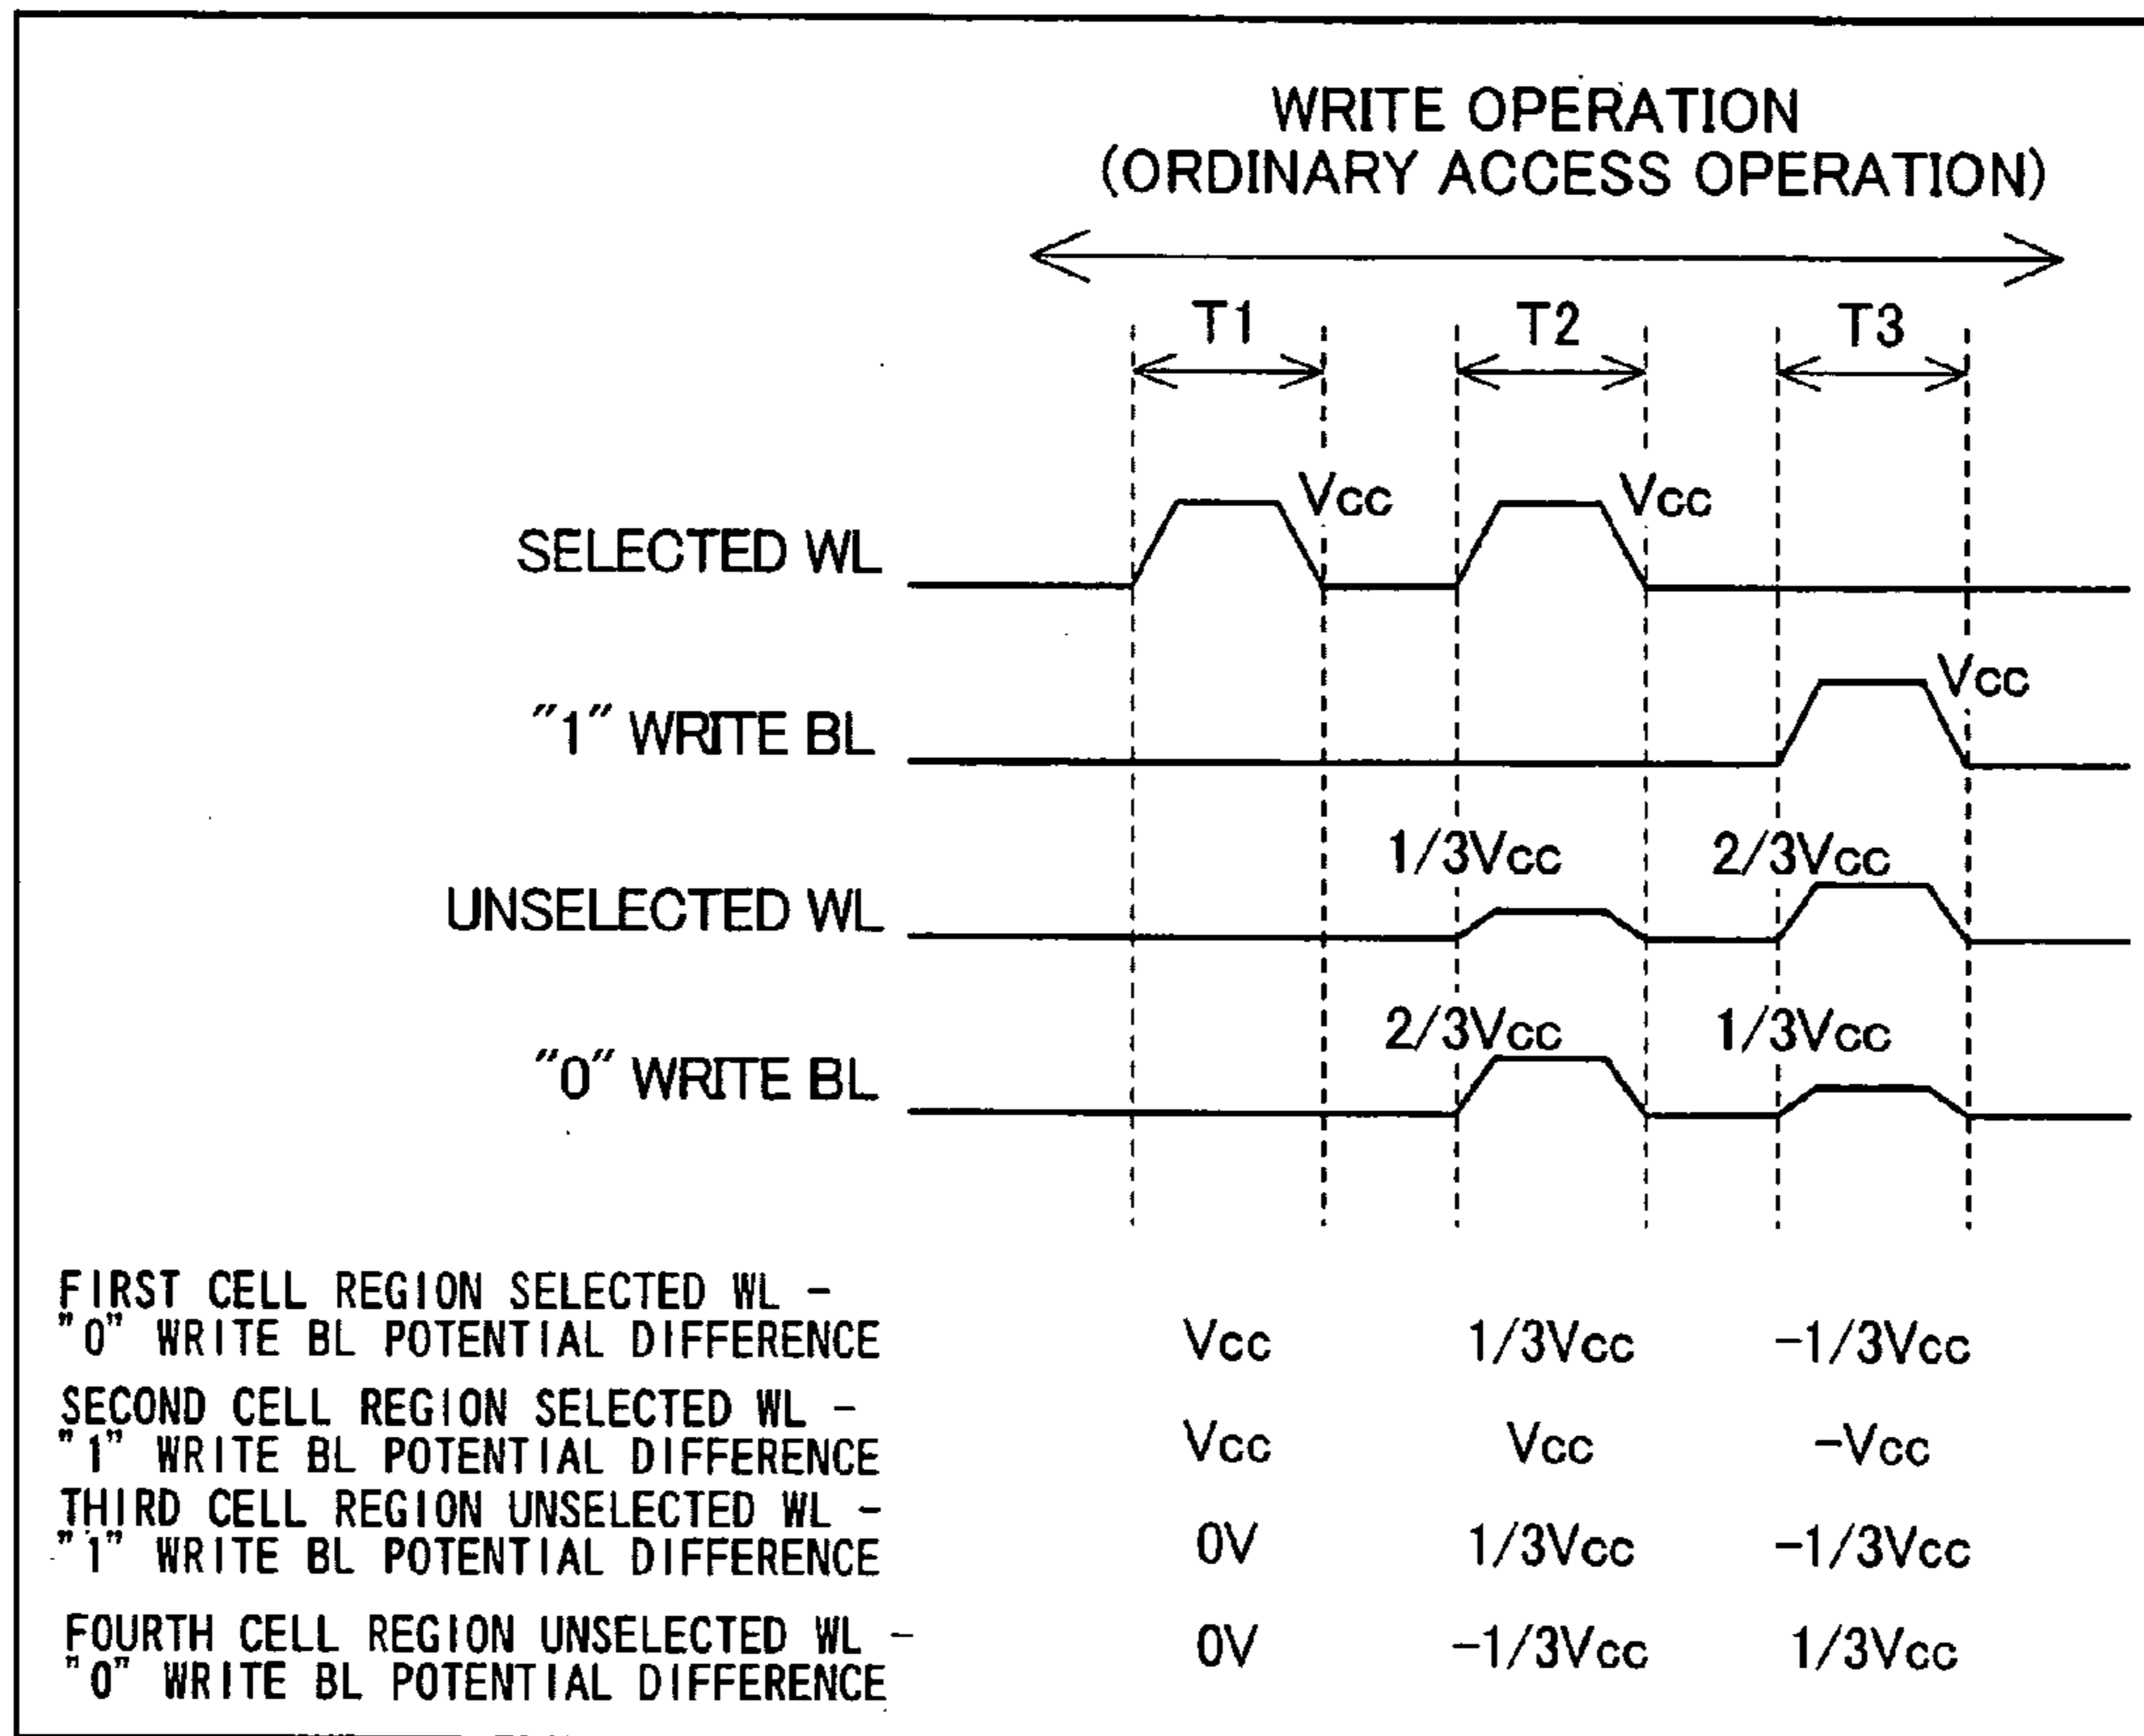 WRITE OPERATION
(ORDINARY ACCESS OPERATION)
T1 T2 T3
Vcc Vcc
SELECTED WL
Vcc
"1" WRITE BL
1/3Vcc 2/3Vcc
UNSELECTED WL
2/3Vcc 1/3Vcc
"0" WRITE BL
FIRST CELL REGION SELECTED WL -
"0" WRITE BL POTENTIAL DIFFERENCE Vcc 1/3Vcc -1/3Vcc
SECOND CELL REGION SELECTED WL -
"1" WRITE BL POTENTIAL DIFFERENCE Vcc Vcc -Vcc
THIRD CELL REGION UNSELECTED WL -
"1" WRITE BL POTENTIAL DIFFERENCE 0V 1/3Vcc -1/3Vcc
FOURTH CELL REGION UNSELECTED WL -
"0" WRITE BL POTENTIAL DIFFERENCE 0V -1/3Vcc 1/3Vcc